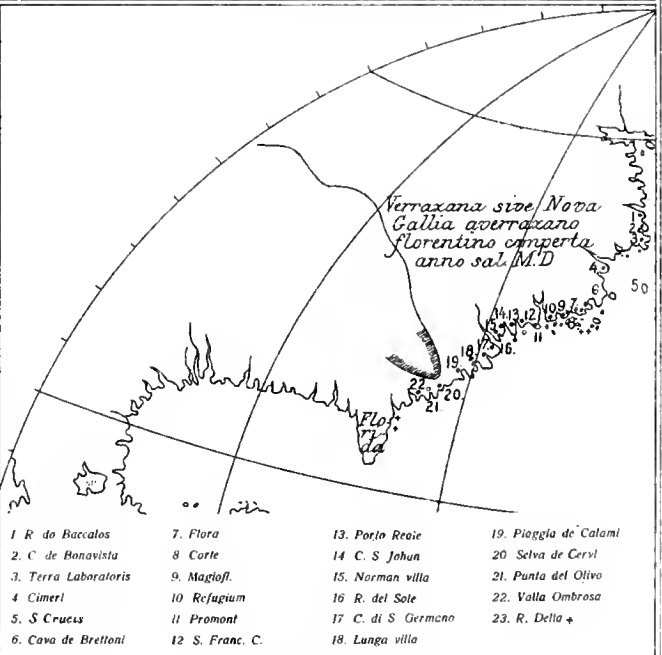 Verraxana sive Nova
Gallia averraxano
florentino comperta
anno sal M.D
50
Flo-
ri-
da
1 R do Baccalos
2. C de Bonavista
3. Terra Laboratoris
4 Cimeri
5. S Crucis
6. Cava de Brettoni
7. Flora
8 Corte
9. Magiofl.
10 Refugium
11 Promont
12 S. Franc. C.
13. Porto Reale
14 C. S Johan
15. Norman villa
16 R. del Sole
17 C. di S Germano
18. Lunga villa
19. Piaggia de Calami
20 Selva de Cervi
21. Punta del Olivo
22. Valla Ombrosa
23. R. Della +